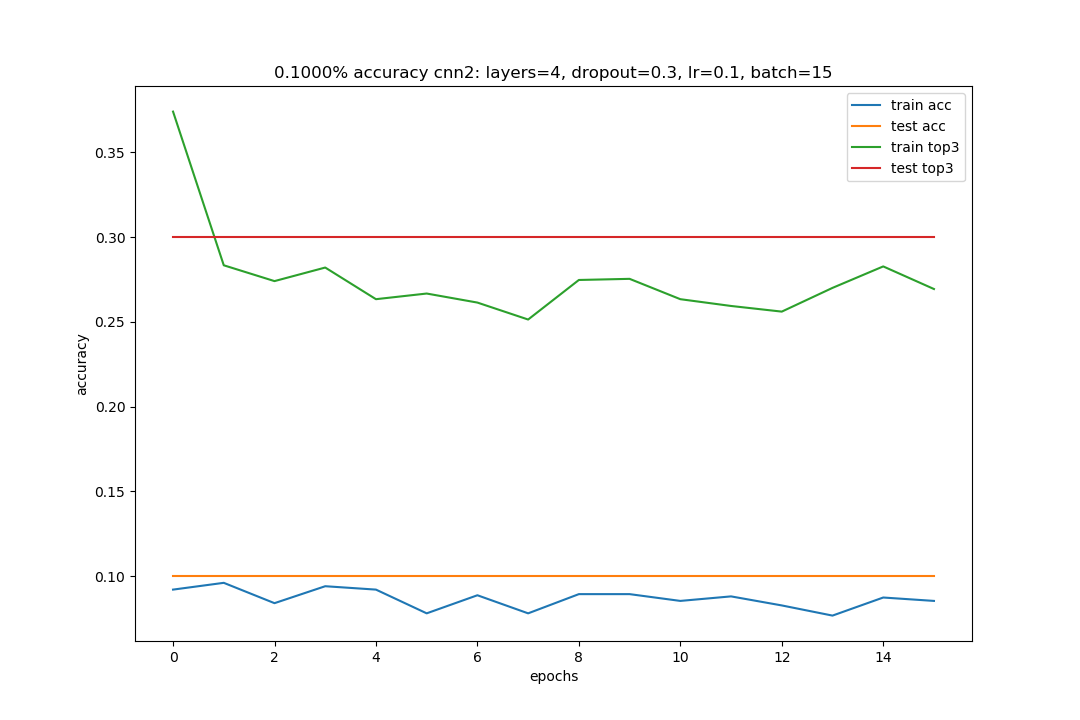 0.1000% accuracy cnn2: layers=4, dropout=0.3, lr=0.1, batch=15
train acc
test acc
train top3
test top3
0.35
0.30
0.25
0.20
0.15
0.10
accuracy
0 2 4 6 8 10 12 14
epochs